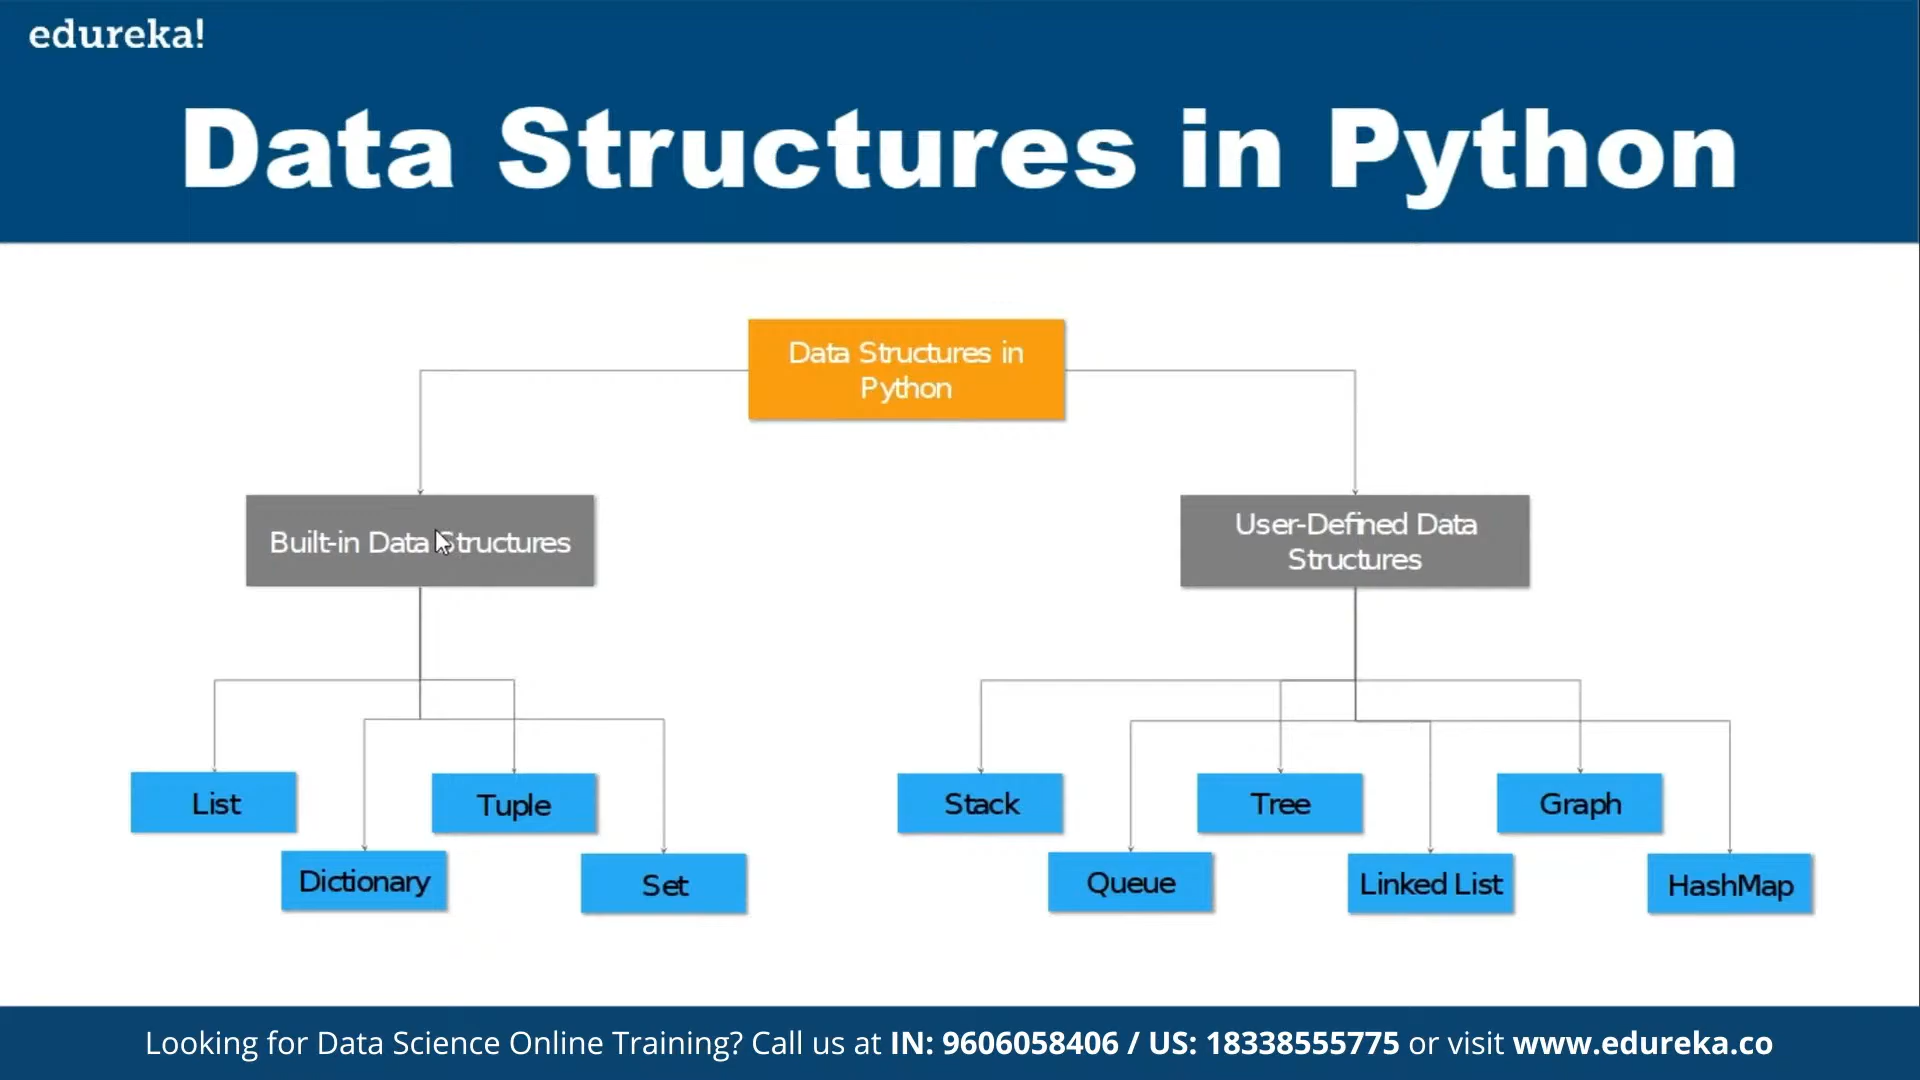 edureka!
Data Structures in Python
Data Structures in
Python
Built-in Data Structures
User-Defined Data
Structures
List
Tuple
Stack
Tree
Graph
Dictionary
Set
Queue
Linked List
HashMap
Looking for Data Science Online Training? Call us at IN: 9606058406 / US: 18338555775 or visit www.edureka.co